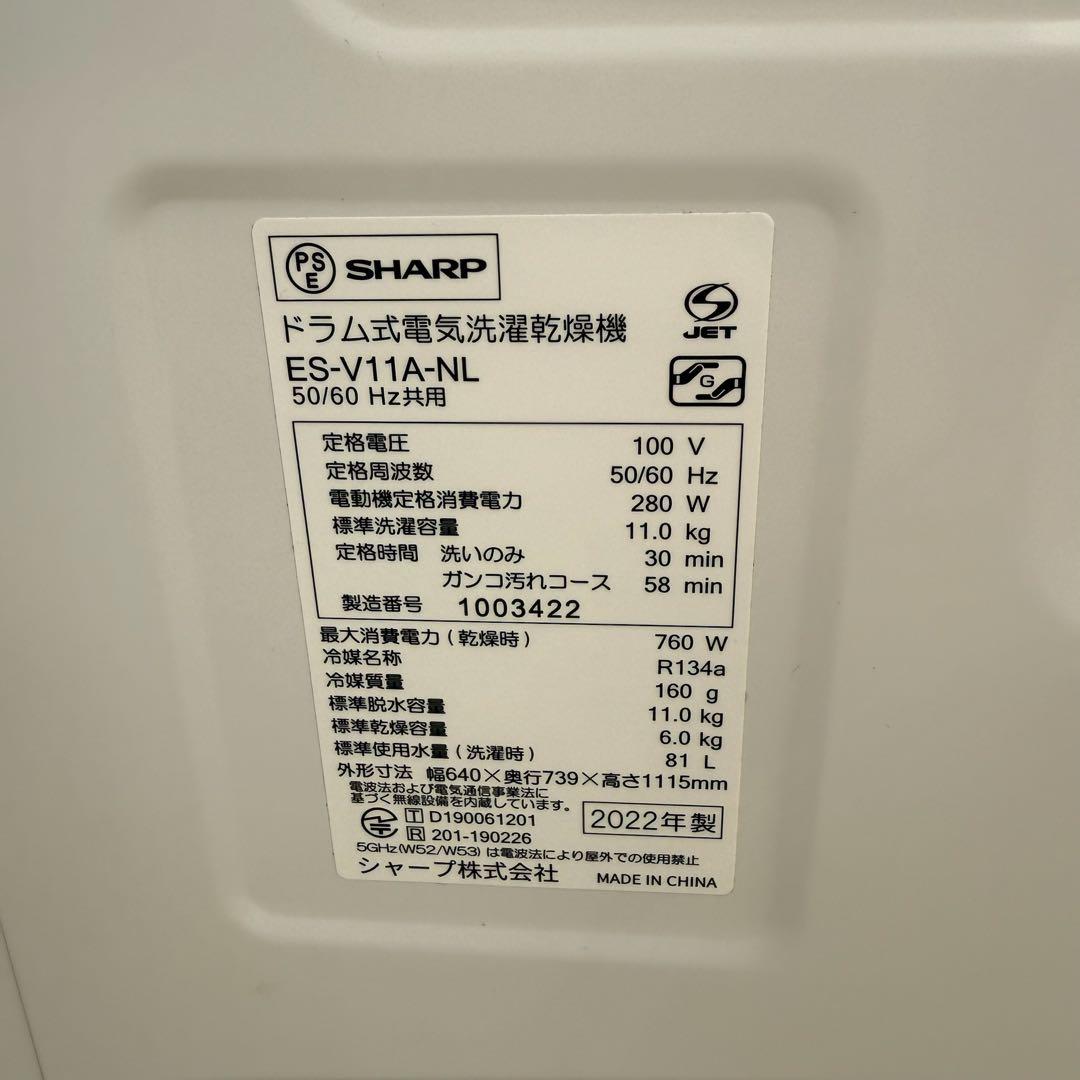 PSE SHARP
JET
ドラム式電気洗濯乾燥機
ES-V11A-NL
G
50/60 Hz共用
定格電圧 100 V
定格周波数 50/60 Hz
電動機定格消費電力 280 W
標準洗濯容量 11.0 kg
定格時間 洗いのみ 30 min
ガンコ汚れコース 58 min
製造番号 1003422
最大消費電力(乾燥時) 760 W
冷媒名称 R134a
冷媒質量 160 g
標準脱水容量 11.0 kg
標準乾燥容量 6.0 kg
標準使用水量(洗濯時) 81 L
外形寸法 幅640×奥行739×高さ1115mm
電波法および電気通信事業法に
基づく無線設備を内蔵しています。
T D190061201
R 201-190226
2022年製
5GHz(W52/W53)は電波法により屋外での使用禁止
シャープ株式会社 MADE IN CHINA